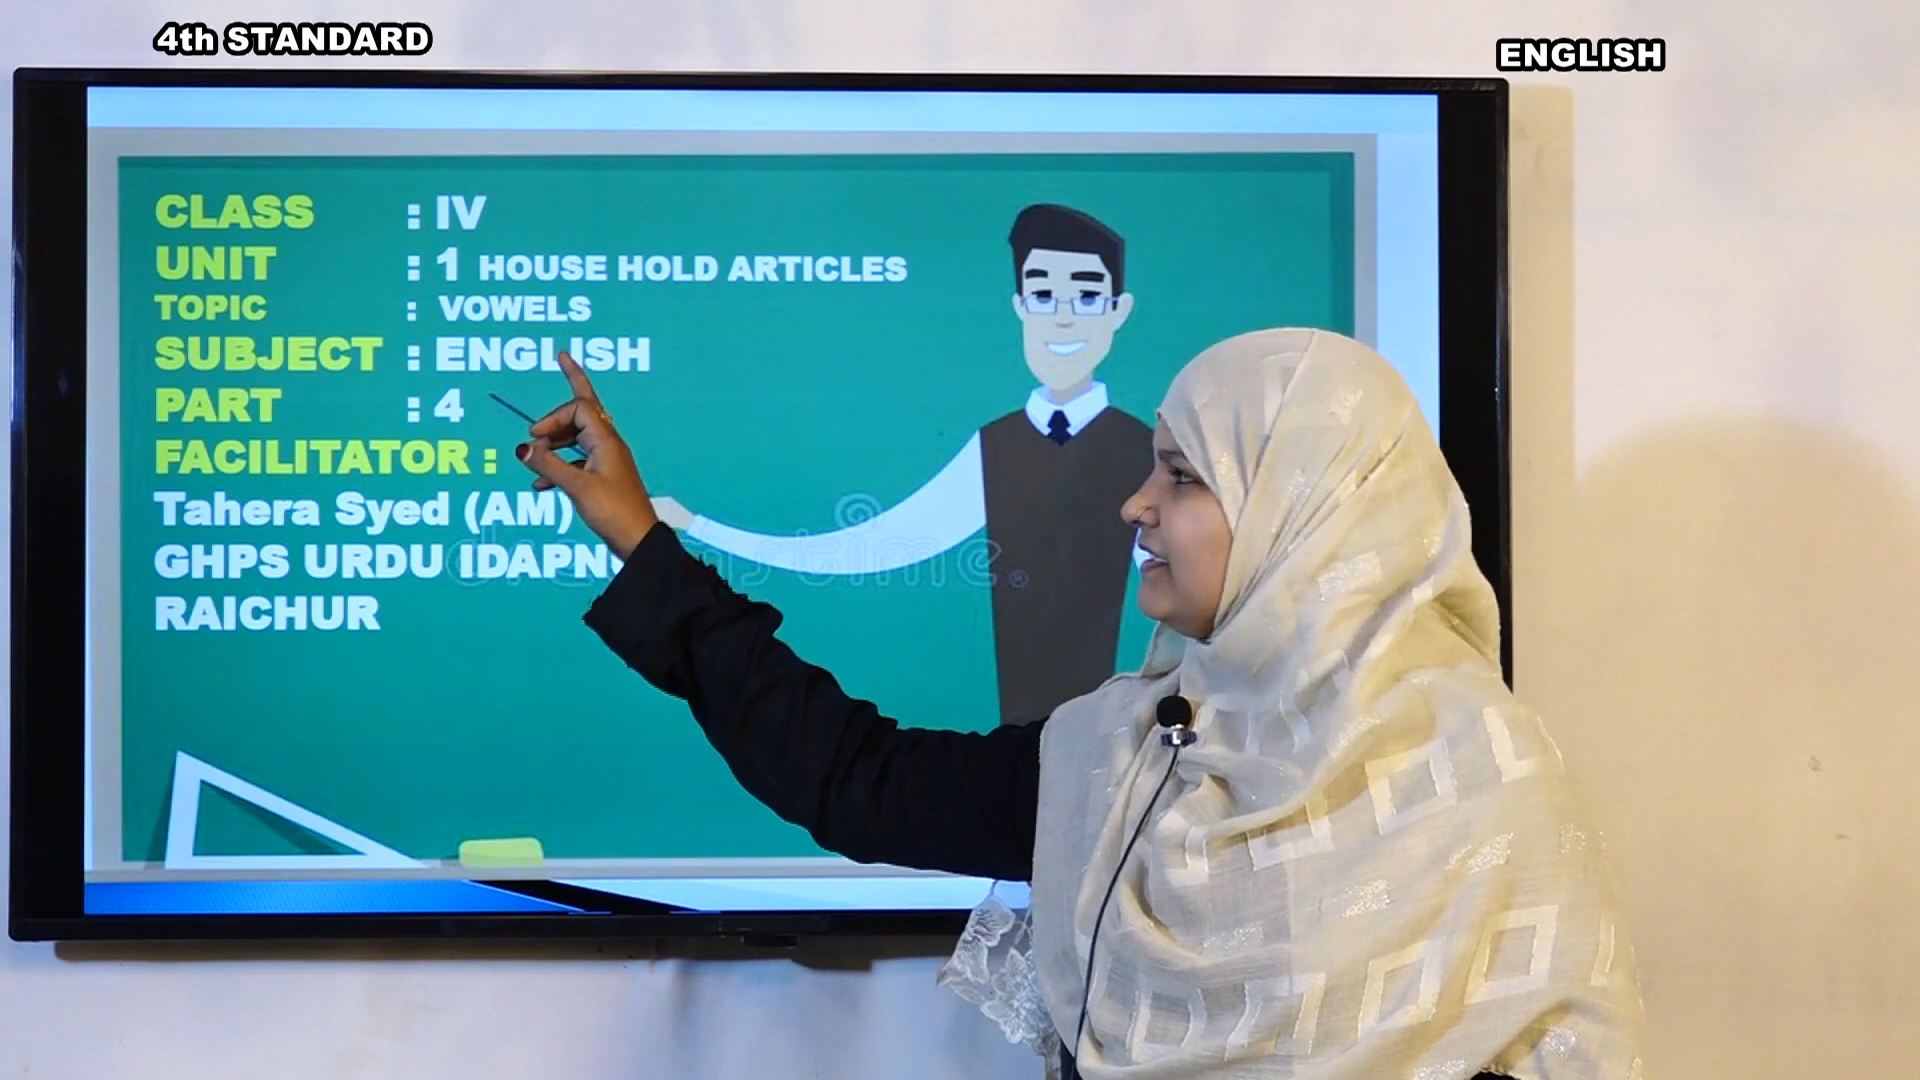 4th STANDARD
ENGLISH
CLASS : IV
UNIT : 1 HOUSE HOLD ARTICLES
TOPIC : VOWELS
SUBJECT : ENGLISH
PART : 4
FACILITATOR :
Tahera Syed (AM)
GHPS URDU
RAICHUR